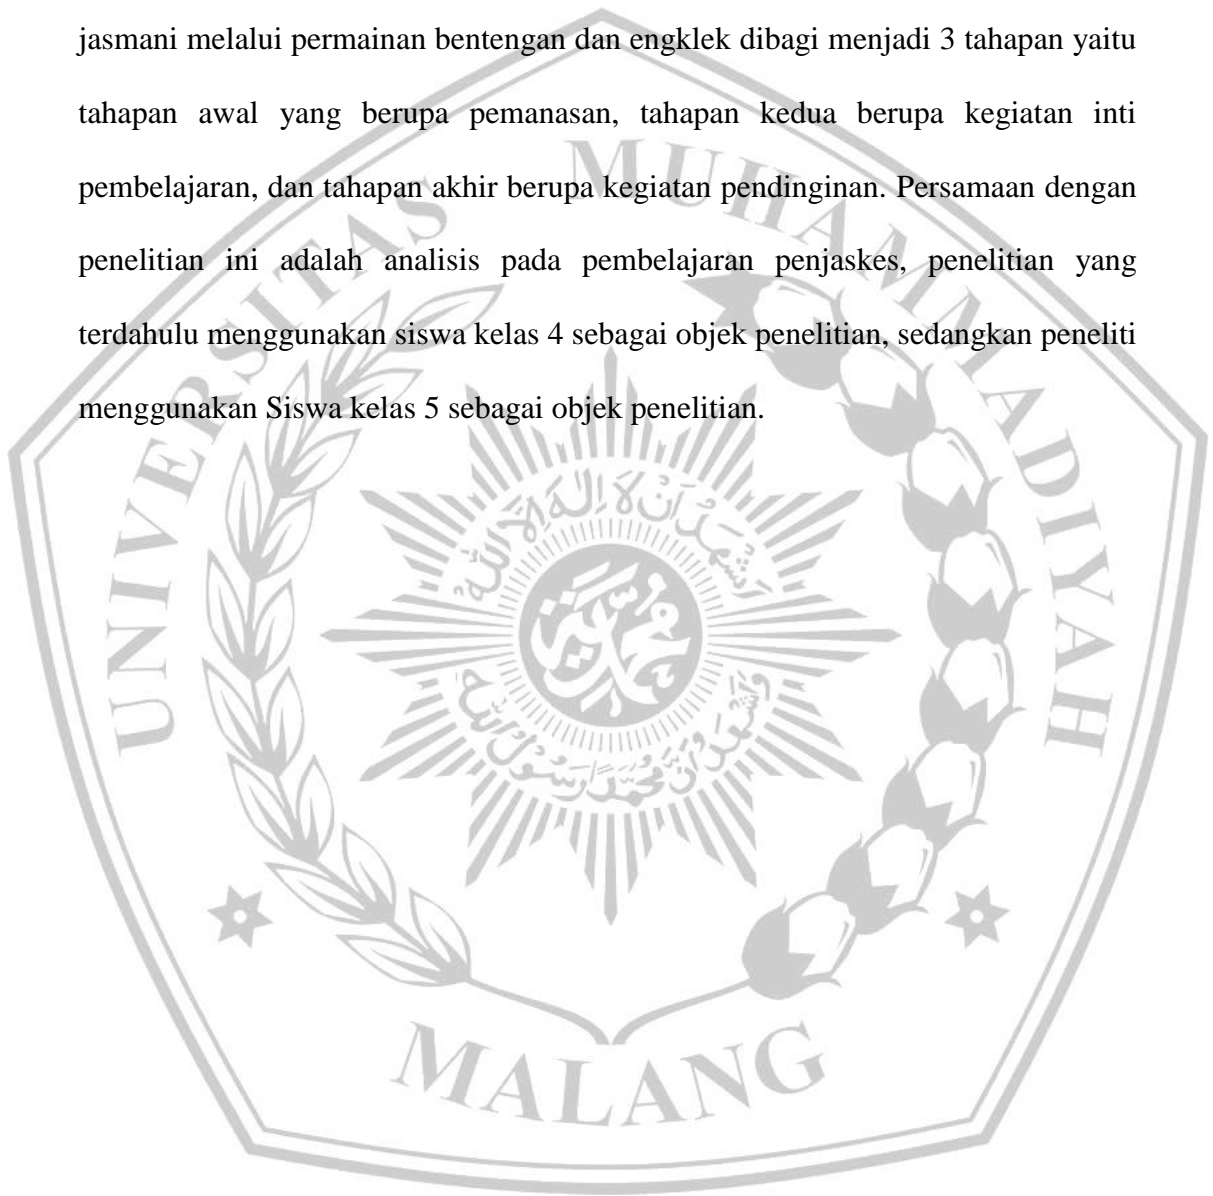 jasmani melalui permainan bentengan dan engklek dibagi menjadi 3 tahapan yaitu
tahapan awal yang berupa pemanasan, tahapan kedua berupa kegiatan inti
pembelajaran, dan tahapan akhir berupa kegiatan pendinginan. Persamaan dengan
penelitian ini adalah analisis pada pembelajaran penjaskes, penelitian yang
terdahulu menggunakan siswa kelas 4 sebagai objek penelitian, sedangkan peneliti
menggunakan Siswa kelas 5 sebagai objek penelitian.
UNIVERSITAS MUHAMMADIYAH
MALANG